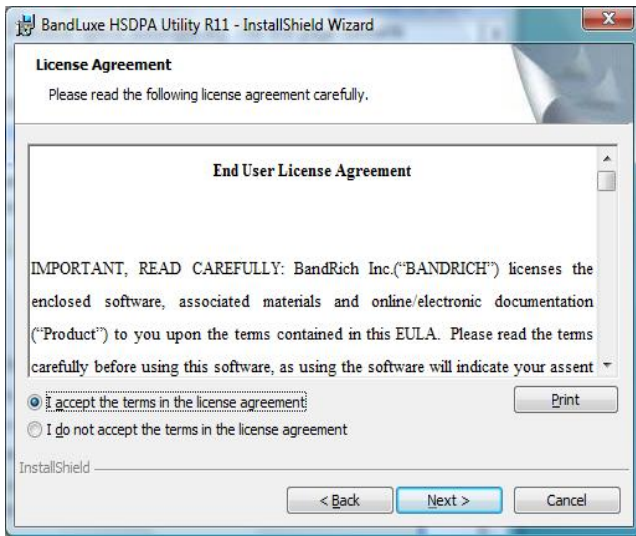 BandLuxe HSDPA Utility R11 - InstallShield Wizard
License Agreement
Please read the following license agreement carefully.
End User License Agreement
IMPORTANT, READ CAREFULLY: BandRich Inc.(“BANDRICH”) licenses the
enclosed software, associated materials and online/electronic documentation
(“Product”) to you upon the terms contained in this EULA. Please read the terms
carefully before using this software, as using the software will indicate your assent
I accept the terms in the license agreement
Print
I do not accept the terms in the license agreement
InstallShield
< Back
Next >
Cancel